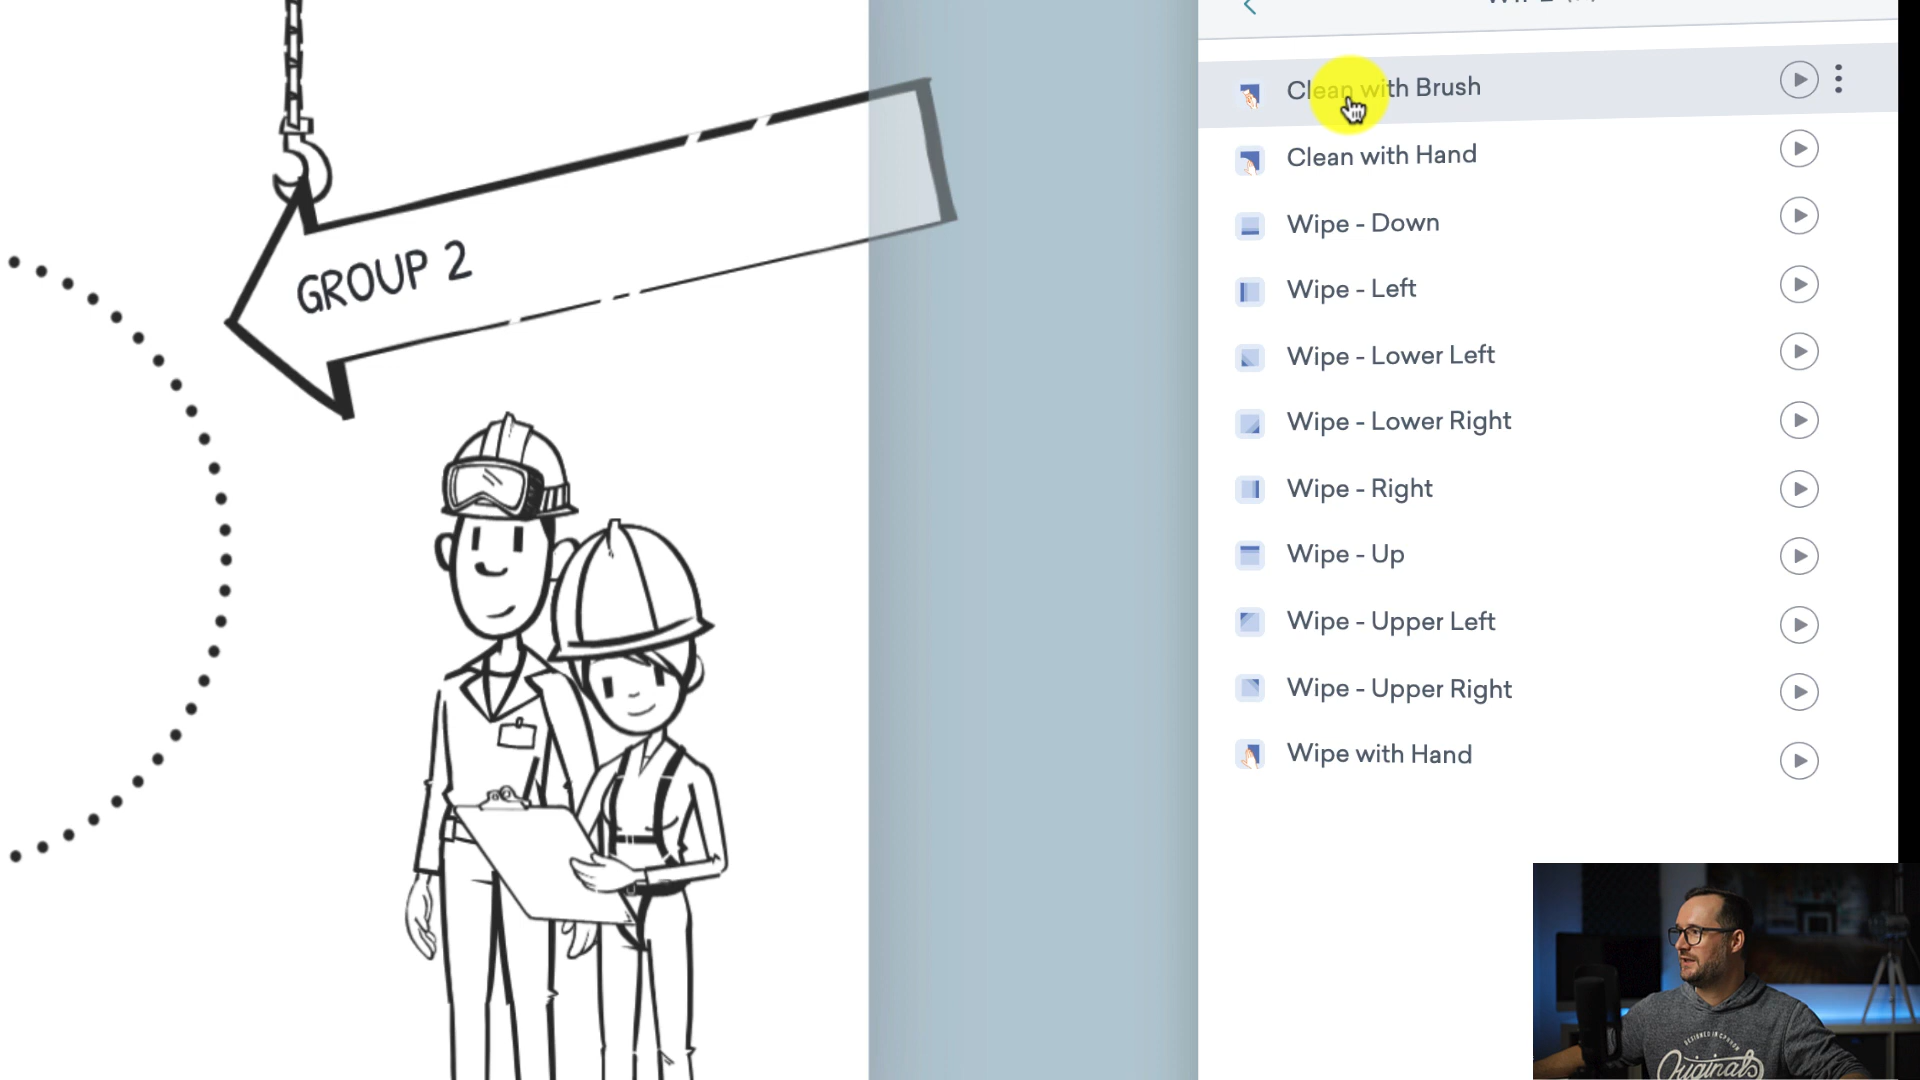 GROUP 2
Clean with Brush
Clean with Hand
Wipe - Down
Wipe - Left
Wipe - Lower Left
Wipe - Lower Right
Wipe - Right
Wipe - Up
Wipe - Upper Left
Wipe - Upper Right
Wipe with Hand
Originals